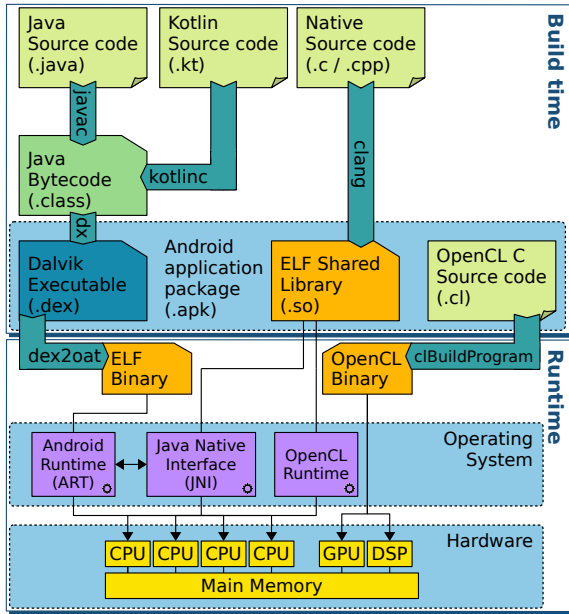 Java
Source code
(.java)
Kotlin
Source code
(.kt)
Native
Source code
(.c / .cpp)
Build time
javac
Java
Bytecode
(.class)
kotlinc
clang
dx
Dalvik
Executable
(.dex)
Android
application
package
(.apk)
ELF Shared
Library
(.so)
OpenCL C
Source code
(.cl)
Runtime
dex2oat
ELF
Binary
OpenCL
Binary
clBuildProgram
Android
Runtime
(ART)
Java Native
Interface
(JNI)
OpenCL
Runtime
Operating
System
Hardware
CPU
CPU
CPU
CPU
GPU
DSP
Main Memory